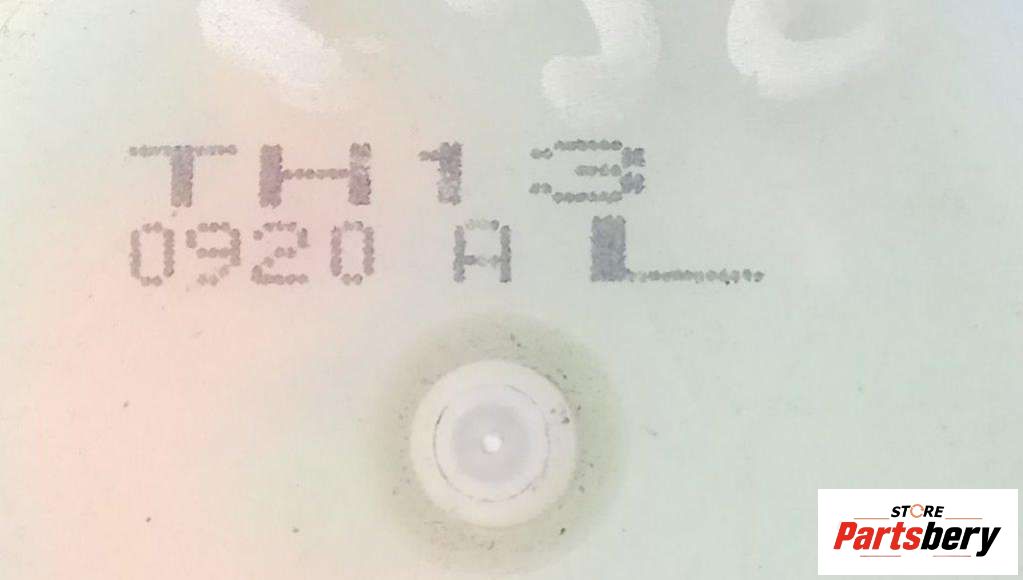 TH13
0920 A L
STORE
Partsbery